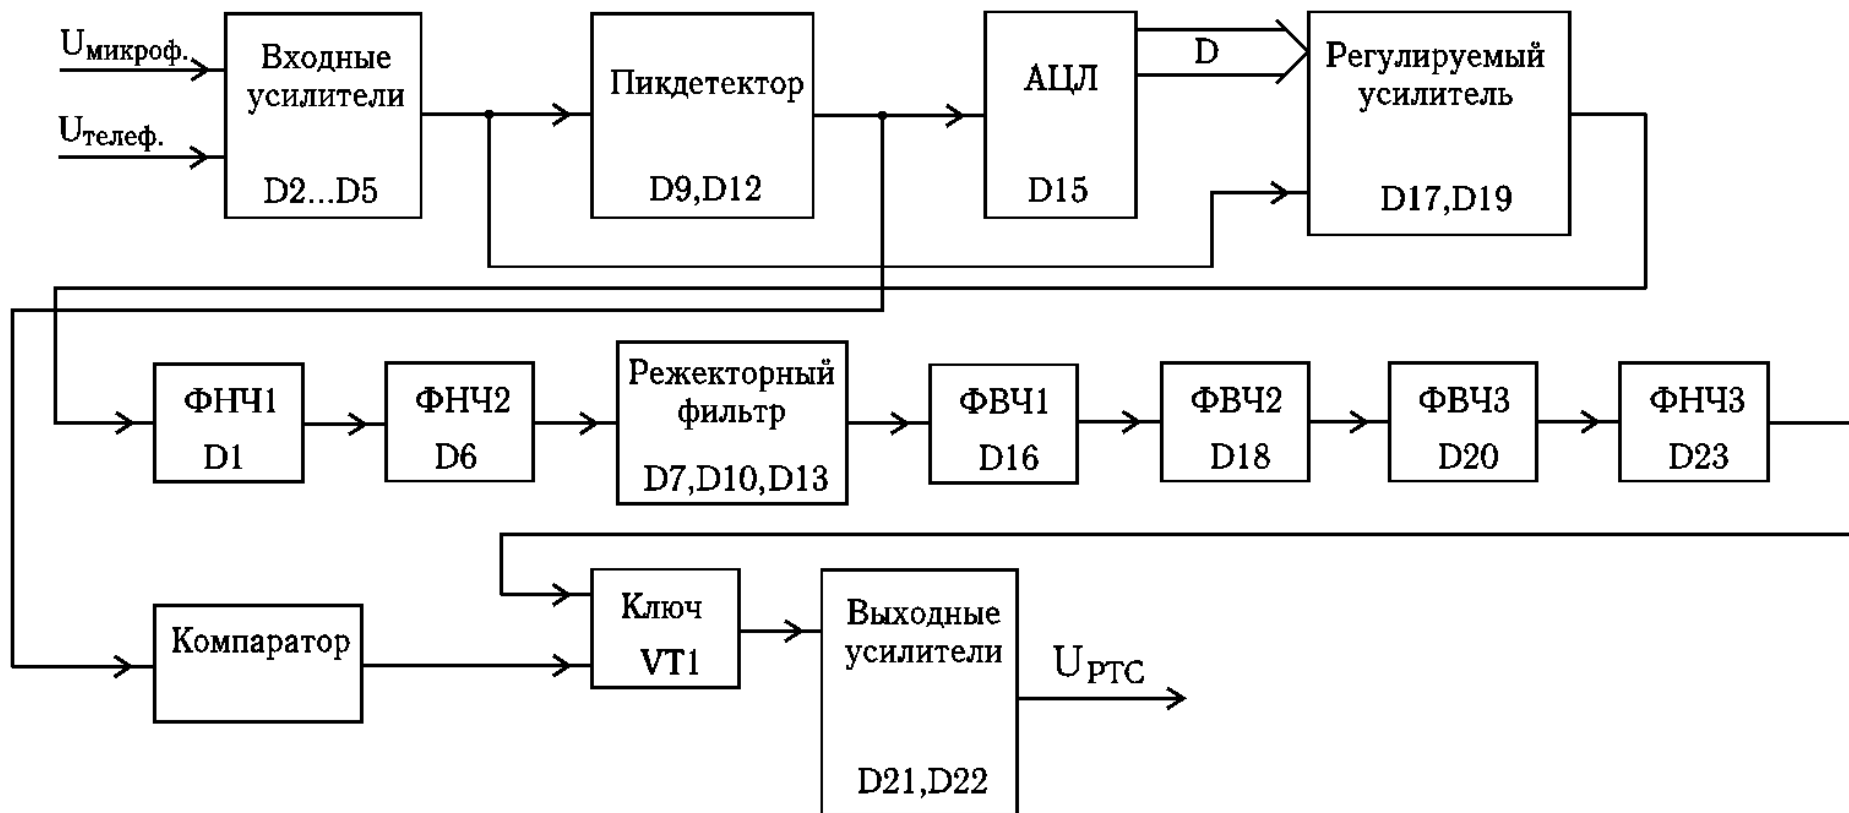 Uмикроф.
Uтелеф.
Входные
усилители
D2...D5
Пикдетектор
D9,D12
АЦЛ
D15
D
Регулируемый
усилитель
D17,D19
ФНЧ1
D1
ФНЧ2
D6
Режекторный
фильтр
D7,D10,D13
ФВЧ1
D16
ФВЧ2
D18
ФВЧ3
D20
ФНЧ3
D23
Компаратор
Ключ
VT1
Выходные
усилители
D21,D22
UРТС